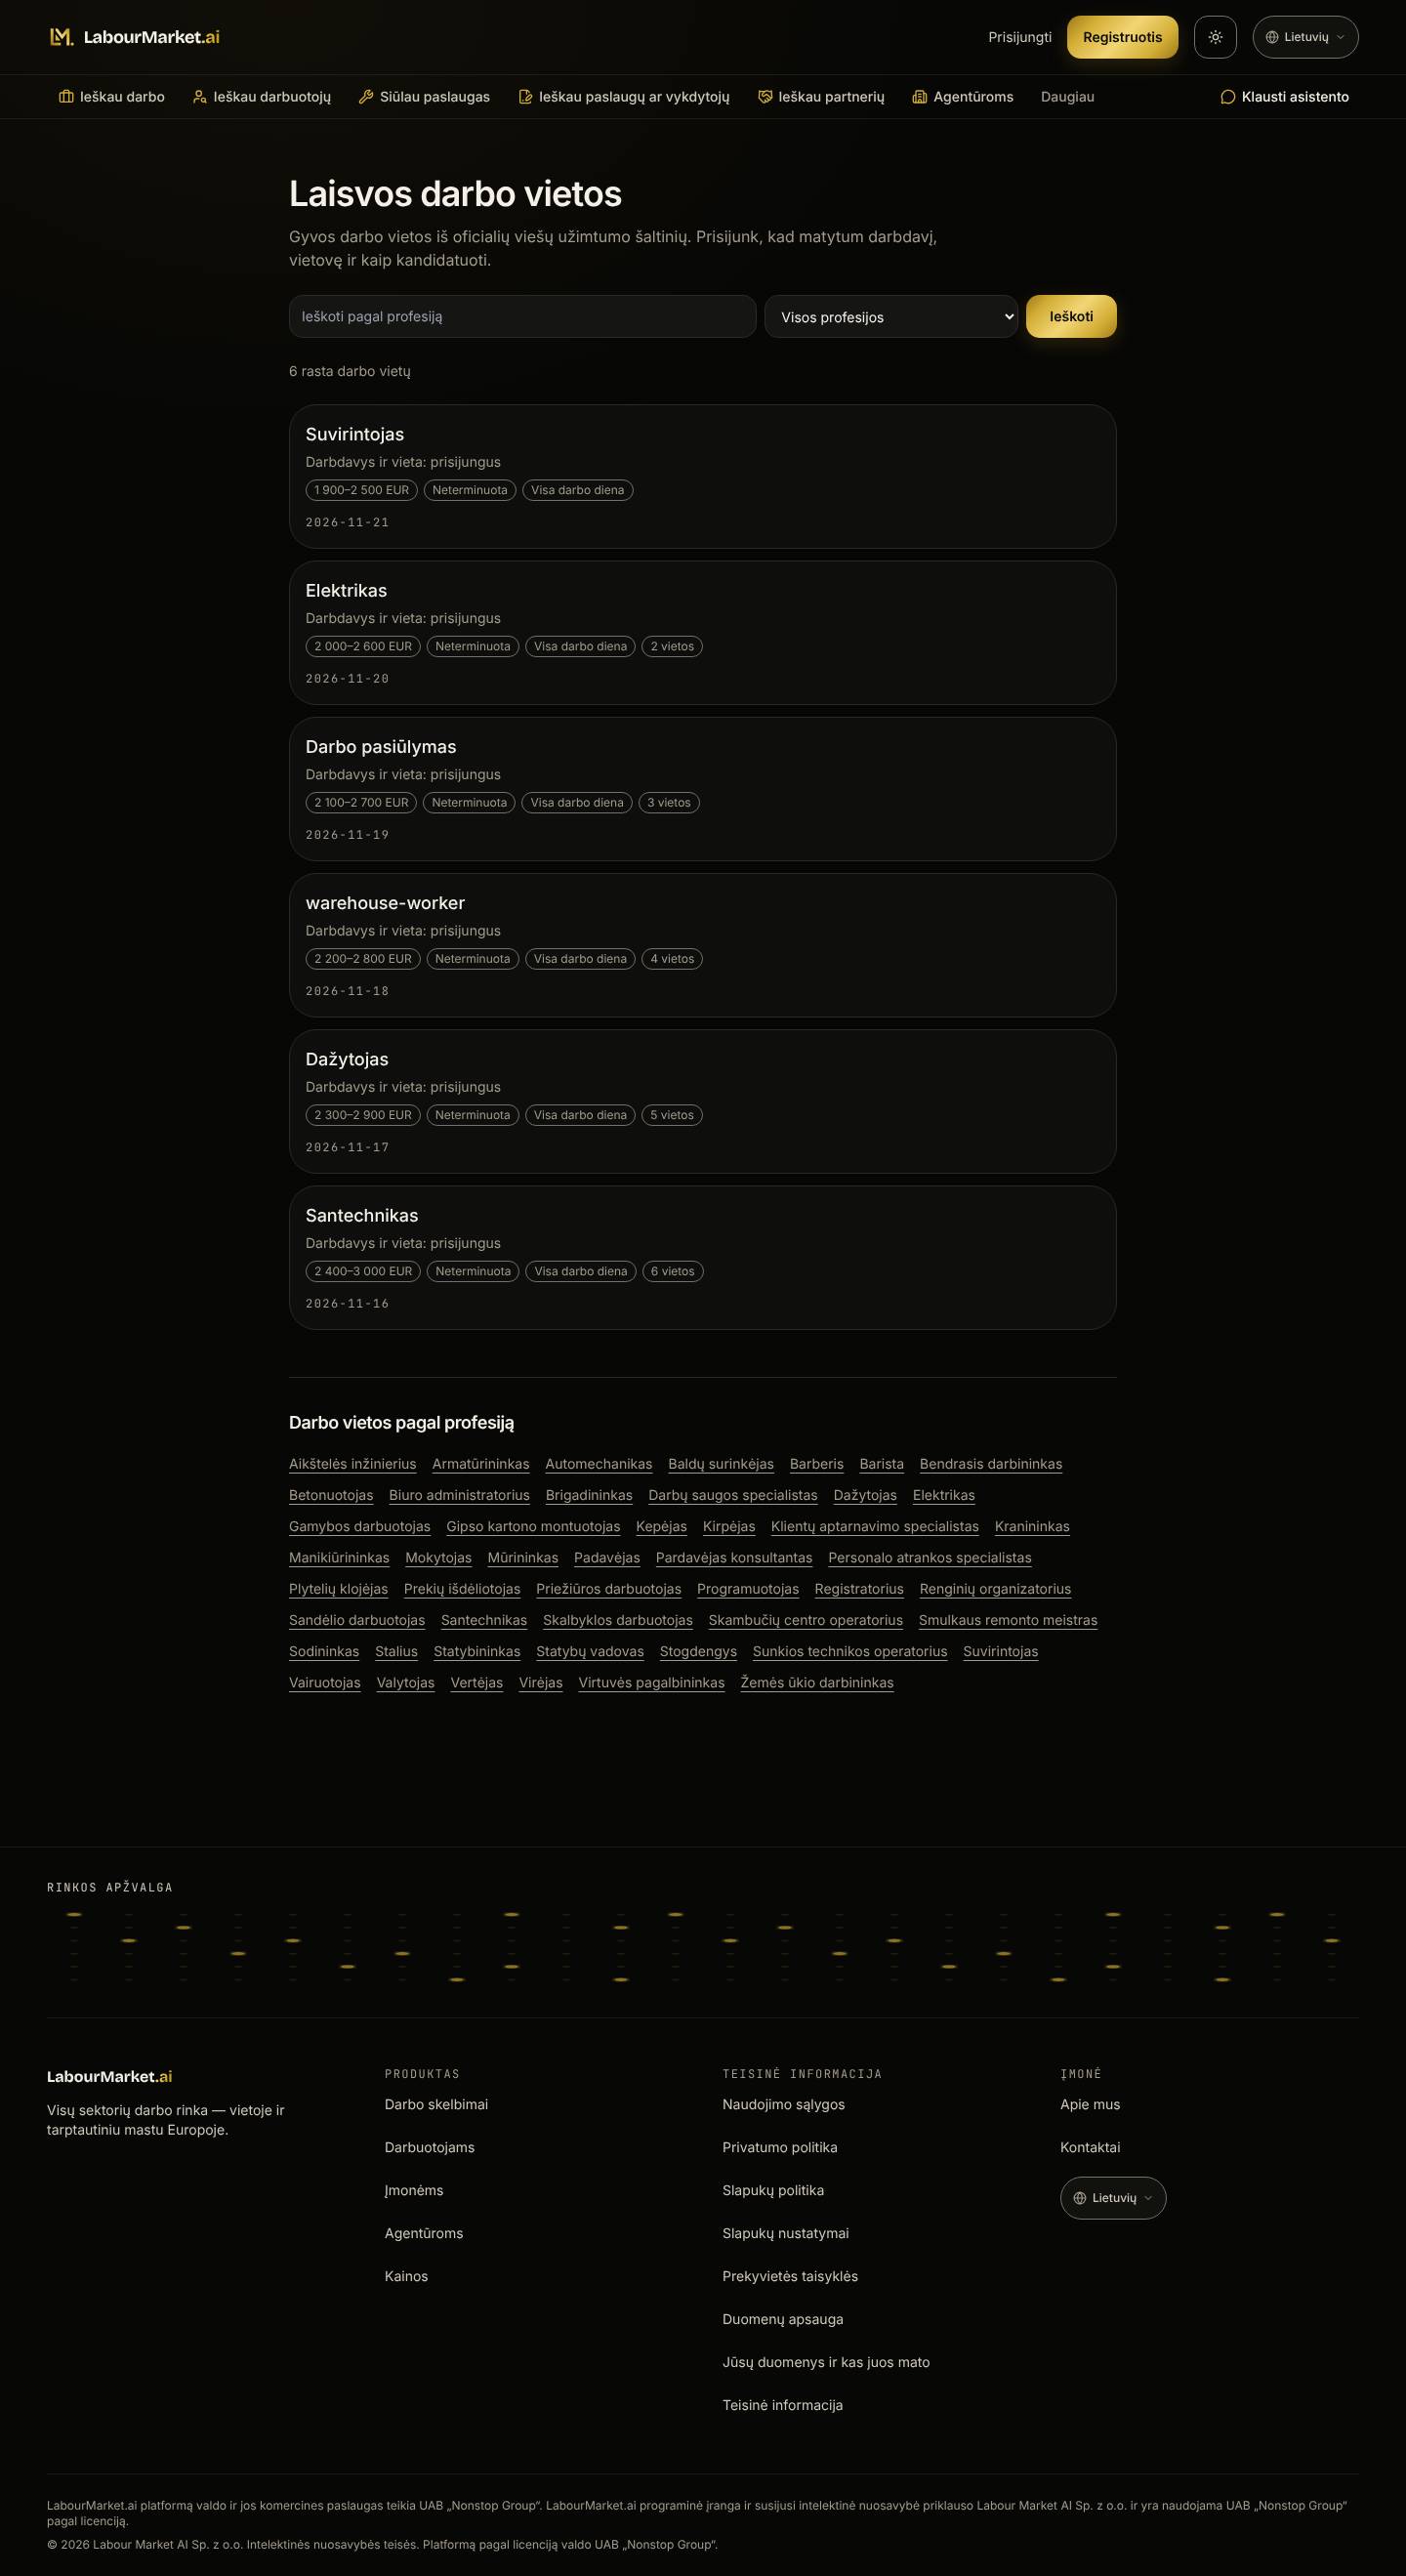 LabourMarket.ai
Prisijungti
Registruotis
Lietuvių
Ieškau darbo
Ieškau darbuotojų
Siūlau paslaugas
Ieškau paslaugų ar vykdytojų
Ieškau partnerių
Agentūroms
Daugiau
Klausti asistento
Laisvos darbo vietos
Gyvos darbo vietos iš oficialių viešų užimtumo šaltinių. Prisijunk, kad matytum darbdavį,
vietovę ir kaip kandidatuoti.
Ieškoti pagal profesiją
Visos profesijos
Ieškoti
6 rasta darbo vietų
Suvirintojas
Darbdavys ir vieta: prisijungus
1 900–2 500 EUR Neterminuota Visa darbo diena
2026-11-21
Elektrikas
Darbdavys ir vieta: prisijungus
2 000–2 600 EUR Neterminuota Visa darbo diena 2 vietos
2026-11-20
Darbo pasiūlymas
Darbdavys ir vieta: prisijungus
2 100–2 700 EUR Neterminuota Visa darbo diena 3 vietos
2026-11-19
warehouse-worker
Darbdavys ir vieta: prisijungus
2 200–2 800 EUR Neterminuota Visa darbo diena 4 vietos
2026-11-18
Dažytojas
Darbdavys ir vieta: prisijungus
2 300–2 900 EUR Neterminuota Visa darbo diena 5 vietos
2026-11-17
Santechnikas
Darbdavys ir vieta: prisijungus
2 400–3 000 EUR Neterminuota Visa darbo diena 6 vietos
2026-11-16
Darbo vietos pagal profesiją
Aikštelės inžinierius Armatūrininkas Automechanikas Baldų surinkėjas Barberis Barista Bendrasis darbininkas
Betonuotojas Biuro administratorius Brigadininkas Darbų saugos specialistas Dažytojas Elektrikas
Gamybos darbuotojas Gipso kartono montuotojas Kepėjas Kirpėjas Klientų aptarnavimo specialistas Kranininkas
Manikiūrininkas Mokytojas Mūrininkas Padavėjas Pardavėjas konsultantas Personalo atrankos specialistas
Plytelių klojėjas Prekių išdėliotojas Priežiūros darbuotojas Programuotojas Registratorius Renginių organizatorius
Sandėlio darbuotojas Santechnikas Skalbyklos darbuotojas Skambučių centro operatorius Smulkaus remonto meistras
Sodininkas Stalius Statybininkas Statybų vadovas Stogdengys Sunkios technikos operatorius Suvirintojas
Vairuotojas Valytojas Vertėjas Virėjas Virtuvės pagalbininkas Žemės ūkio darbininkas
RINKOS APŽVALGA
LabourMarket.ai
Visų sektorių darbo rinka — vietoje ir
tarptautiniu mastu Europoje.
PRODUKTAS
Darbo skelbimai
Darbuotojams
Įmonėms
Agentūroms
Kainos
TEISINĖ INFORMACIJA
Naudojimo sąlygos
Privatumo politika
Slapukų politika
Slapukų nustatymai
Prekyvietės taisyklės
Duomenų apsauga
Jūsų duomenys ir kas juos mato
Teisinė informacija
ĮMONĖ
Apie mus
Kontaktai
Lietuvių
LabourMarket.ai platformą valdo ir jos komercines paslaugas teikia UAB „Nonstop Group“. LabourMarket.ai programinė įranga ir susijusi intelektinė nuosavybė priklauso Labour Market AI Sp. z o.o. ir yra naudojama UAB „Nonstop Group“
pagal licenciją.
© 2026 Labour Market AI Sp. z o.o. Intelektinės nuosavybės teisės. Platformą pagal licenciją valdo UAB „Nonstop Group“.